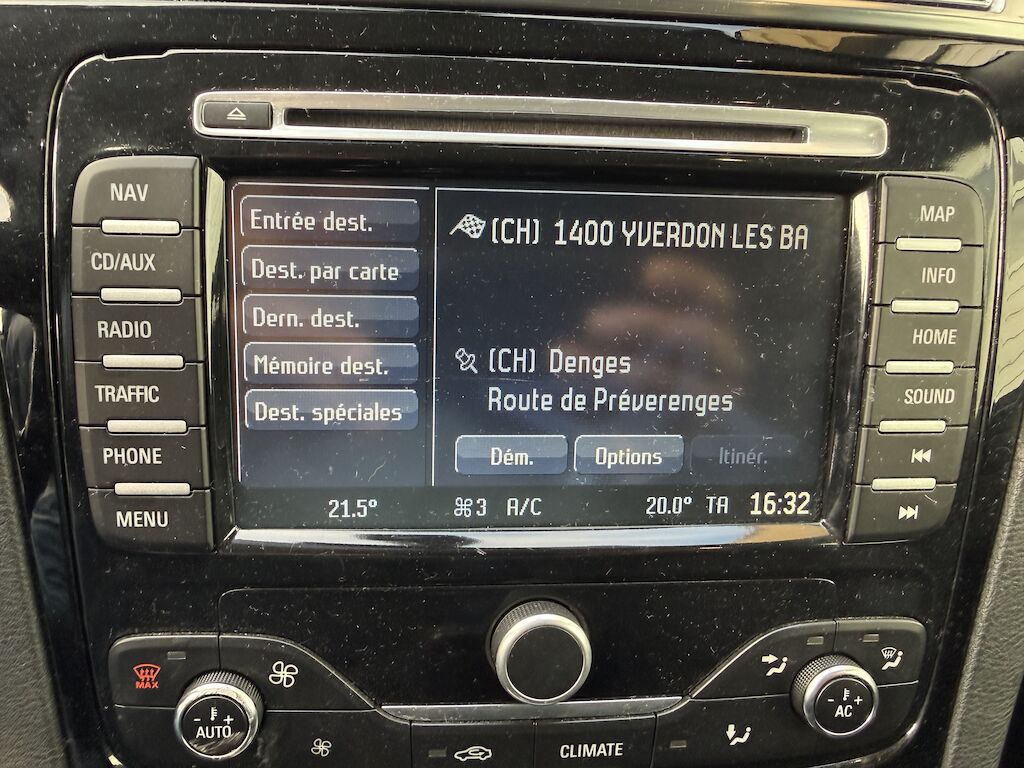 NAV
CD/AUX
RADIO
TRAFFIC
PHONE
MENU
Entrée dest.
Dest. par carte
Dern. dest.
Mémoire dest.
Dest. spéciales
(CH) 1400 YVERDON LES BA
(CH) Denges
Route de Préverenges
Dém. Options Itinér.
21.5° 3 A/C 20.0° TA 16:32
MAP
INFO
HOME
SOUND
MAX
- +
AUTO
CLIMATE
- +
AC